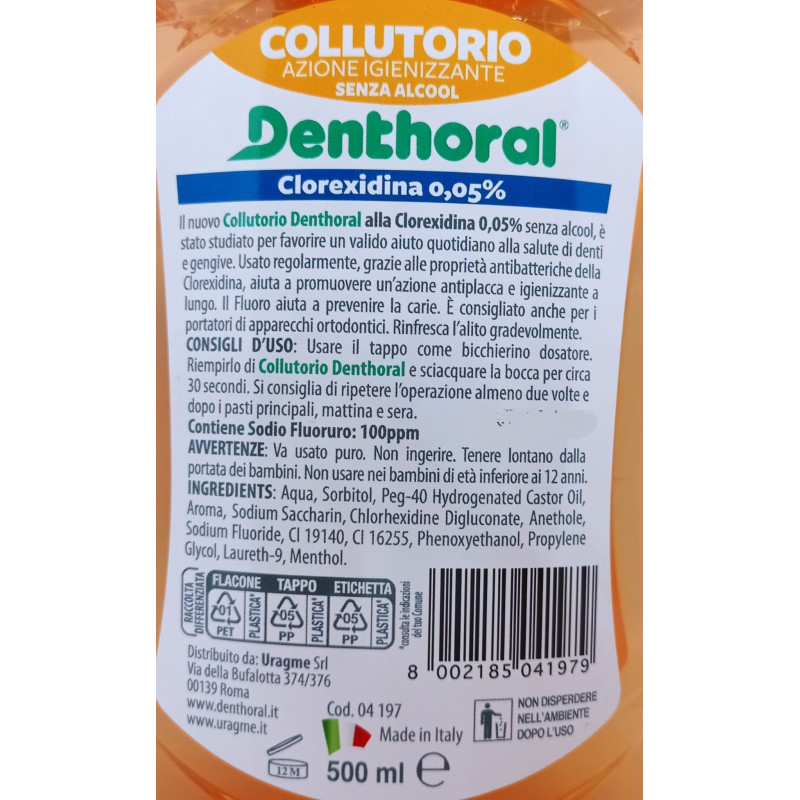 COLLUTORIO
AZIONE IGIENIZZANTE
SENZA ALCOOL
Denthoral®
Clorexidina 0,05%
Il nuovo Collutorio Denthoral alla Clorexidina 0,05% senza alcool, è
stato studiato per favorire un valido aiuto quotidiano alla salute di denti
e gengive. Usato regolarmente, grazie alle proprietà antibatteriche della
Clorexidina, aiuta a promuovere un'azione antiplacca e igienizzante a
lungo. Il Fluoro aiuta a prevenire la carie. È consigliato anche per i
portatori di apparecchi ortodontici. Rinfresca l'alito gradevolmente.
CONSIGLI D'USO: Usare il tappo come bicchierino dosatore.
Riempirlo di Collutorio Denthoral e sciacquare la bocca per circa
30 secondi. Si consiglia di ripetere l'operazione almeno due volte e
dopo i pasti principali, mattina e sera.
Contiene Sodio Fluoruro: 100ppm
AVVERTENZE: Va usato puro. Non ingerire. Tenere lontano dalla
portata dei bambini. Non usare nei bambini di età inferiore ai 12 anni.
INGREDIENTS: Aqua, Sorbitol, Peg-40 Hydrogenated Castor Oil,
Aroma, Sodium Saccharin, Chlorhexidine Digluconate, Anethole,
Sodium Fluoride, CI 19140, CI 16255, Phenoxyethanol, Propylene
Glycol, Laureth-9, Menthol.
RACCOLTA
DIFFERENZIATA
FLACONE TAPPO ETICHETTA
01
PET
PLASTICA*
05
PP
PLASTICA*
05
PP
PLASTICA*
*consulta le indicazioni
del tuo Comune
8 002185 041979
Distribuito da: Uragme Srl
Via della Bufalotta 374/376
00139 Roma
www.denthoral.it
www.uragme.it
Cod. 04 197
Made in Italy
NON DISPERDERE
NELL'AMBIENTE
DOPO L'USO
12 M
500 ml e